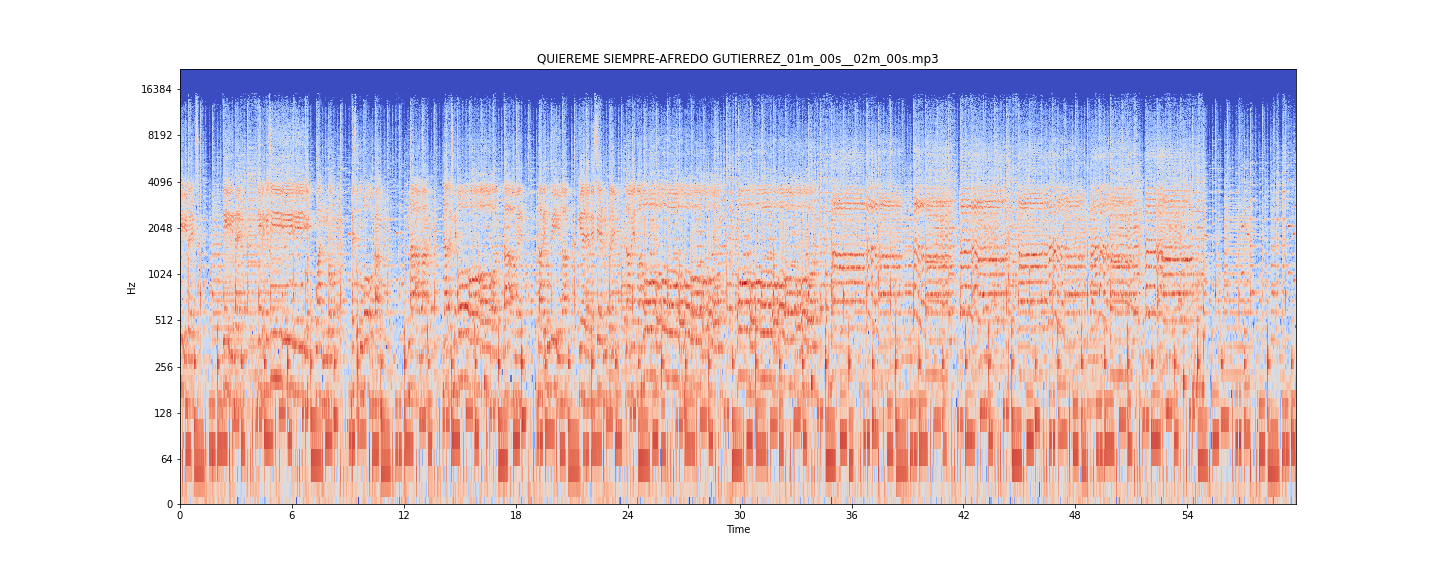 QUIEREME SIEMPRE-AFREDO GUTIERREZ_01m_00s__02m_00s.mp3
16384
8192
4096
2048
1024
512
256
128
64
0
Hz
0 6 12 18 24 30 36 42 48 54
Time